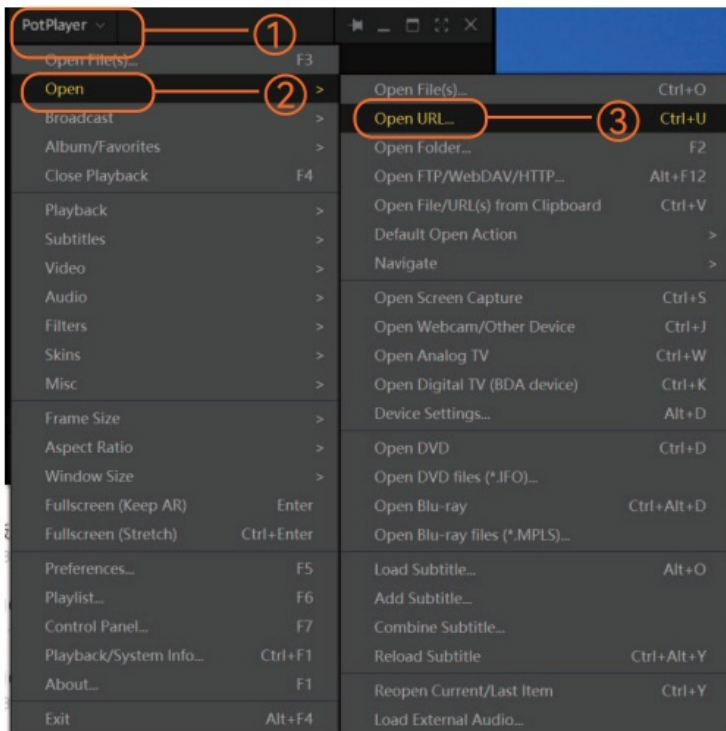 PotPlayer
1
Open File(s)... F3
Open > 2
Broadcast >
Album/Favorites >
Close Playback F4
Playback >
Subtitles >
Video >
Audio >
Filters >
Skins >
Misc >
Frame Size >
Aspect Ratio >
Window Size >
Fullscreen (Keep AR) Enter
Fullscreen (Stretch) Ctrl+Enter
Preferences... F5
Playlist... F6
Control Panel... F7
Playback/System Info... Ctrl+F1
About... F1
Exit Alt+F4
Open File(s)... Ctrl+O
Open URL... 3 Ctrl+U
Open Folder... F2
Open FTP/WebDAV/HTTP... Alt+F12
Open File/URL(s) from Clipboard Ctrl+V
Default Open Action >
Navigate >
Open Screen Capture Ctrl+S
Open Webcam/Other Device Ctrl+J
Open Analog TV Ctrl+W
Open Digital TV (BDA device) Ctrl+K
Device Settings... Alt+D
Open DVD Ctrl+D
Open DVD files (*.IFO)...
Open Blu-ray Ctrl+Alt+D
Open Blu-ray files (*.MPLS)...
Load Subtitle... Alt+O
Add Subtitle...
Combine Subtitle...
Reload Subtitle Ctrl+Alt+Y
Reopen Current/Last Item Ctrl+Y
Load External Audio...